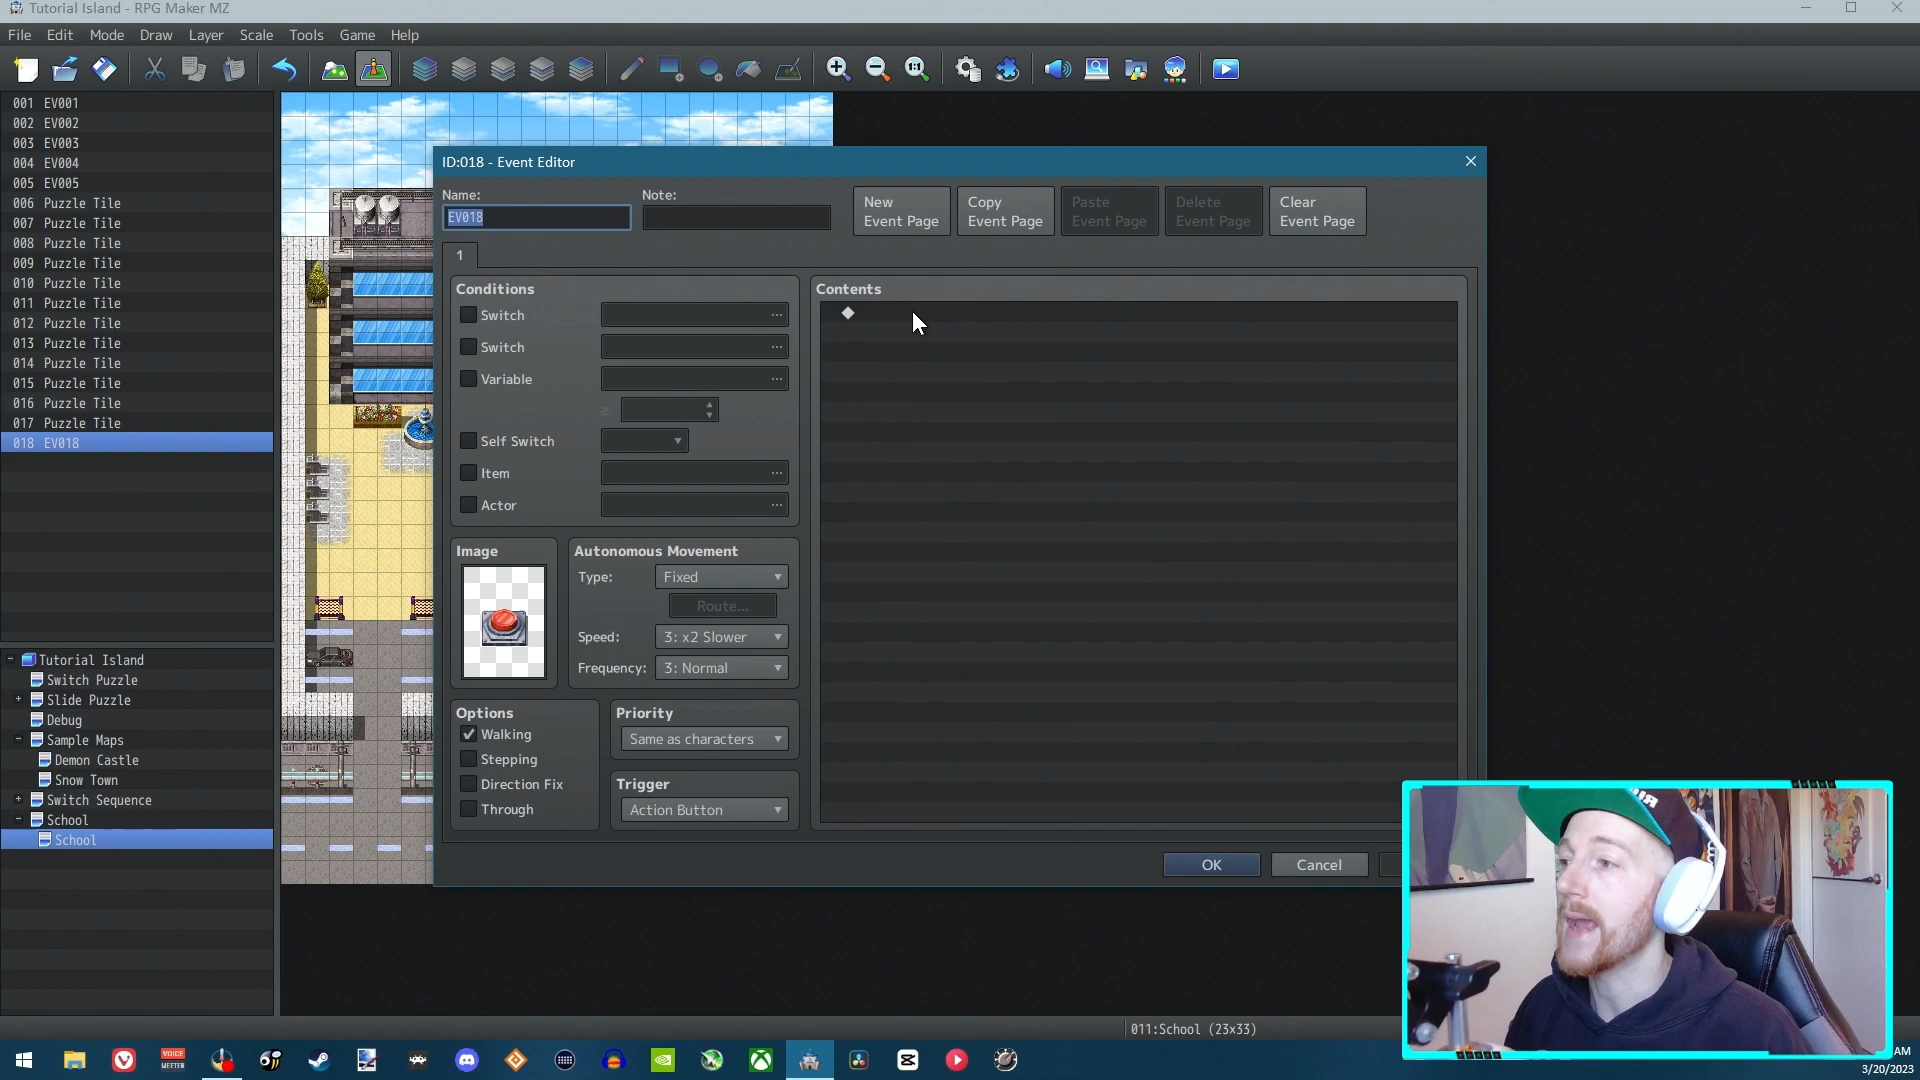 Tutorial Island - RPG Maker MZ
File Edit Mode Draw Layer Scale Tools Game Help
001 EV001
002 EV002
003 EV003
004 EV004
005 EV005
006 Puzzle Tile
007 Puzzle Tile
008 Puzzle Tile
009 Puzzle Tile
010 Puzzle Tile
011 Puzzle Tile
012 Puzzle Tile
013 Puzzle Tile
014 Puzzle Tile
015 Puzzle Tile
016 Puzzle Tile
017 Puzzle Tile
018 EV018
Tutorial Island
Switch Puzzle
Slide Puzzle
Debug
Sample Maps
Demon Castle
Snow Town
Switch Sequence
School
School
ID:018 - Event Editor
Name: Note:
EV018
New Event Page
Copy Event Page
Paste Event Page
Delete Event Page
Clear Event Page
1
Conditions
Switch ...
Switch ...
Variable ...
≥
Self Switch
Item ...
Actor ...
Image
Autonomous Movement
Type: Fixed
Route...
Speed: 3: x2 Slower
Frequency: 3: Normal
Options
Walking
Stepping
Direction Fix
Through
Priority
Same as characters
Trigger
Action Button
Contents
OK Cancel
011:School (23x33)
1:1
VOICE MEETER
AM
3/20/2023